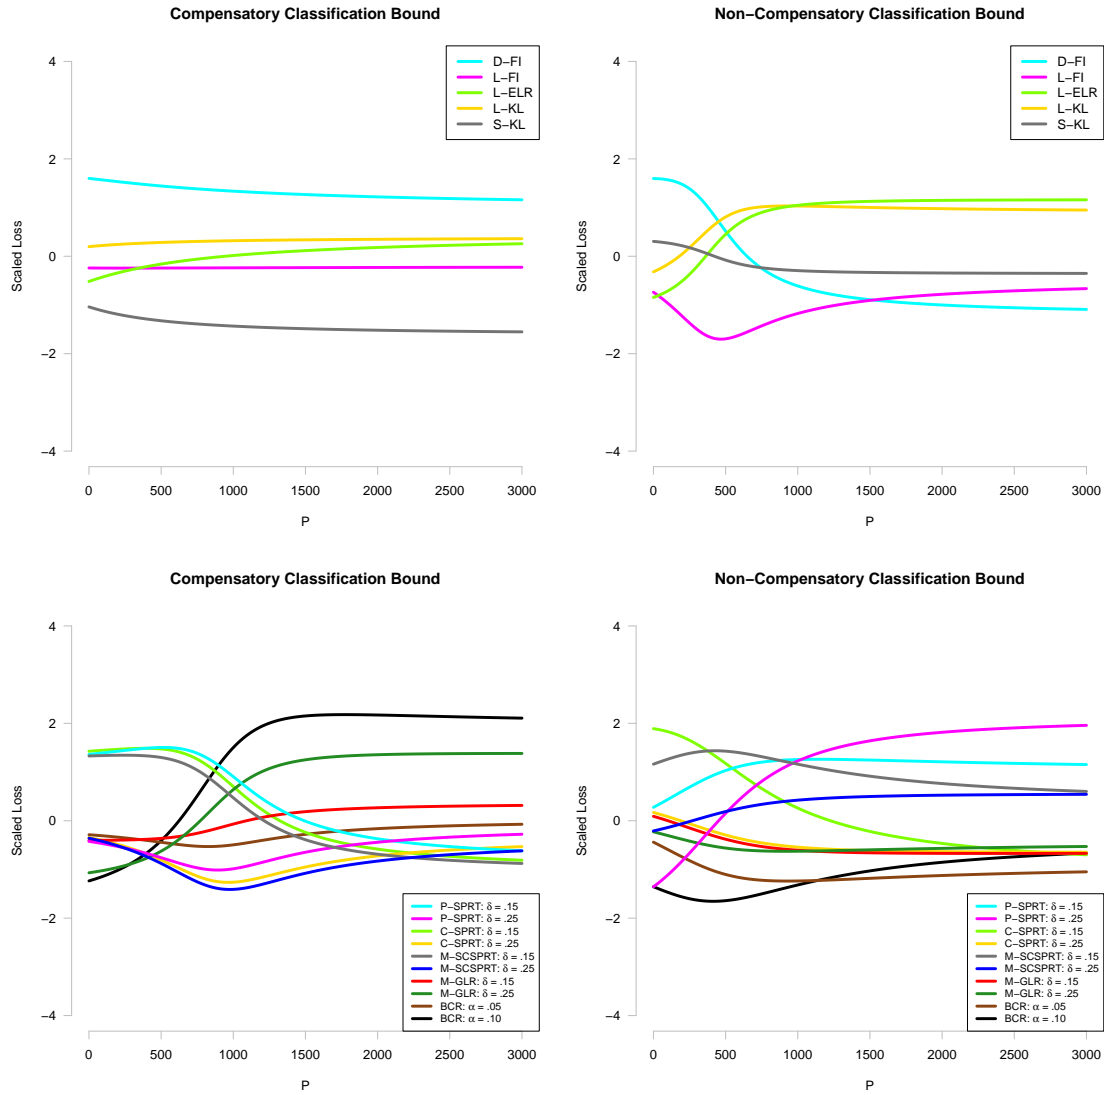 Compensatory Classification Bound
4
2
0
−2
−4
Scaled Loss
0 500 1000 1500 2000 2500 3000
P
D−FI
L−FI
L−ELR
L−KL
S−KL
Non−Compensatory Classification Bound
4
2
0
−2
−4
Scaled Loss
0 500 1000 1500 2000 2500 3000
P
D−FI
L−FI
L−ELR
L−KL
S−KL
Compensatory Classification Bound
4
2
0
−2
−4
Scaled Loss
0 500 1000 1500 2000 2500 3000
P
P−SPRT: δ = .15
P−SPRT: δ = .25
C−SPRT: δ = .15
C−SPRT: δ = .25
M−SCSPRT: δ = .15
M−SCSPRT: δ = .25
M−GLR: δ = .15
M−GLR: δ = .25
BCR: α = .05
BCR: α = .10
Non−Compensatory Classification Bound
4
2
0
−2
−4
Scaled Loss
0 500 1000 1500 2000 2500 3000
P
P−SPRT: δ = .15
P−SPRT: δ = .25
C−SPRT: δ = .15
C−SPRT: δ = .25
M−SCSPRT: δ = .15
M−SCSPRT: δ = .25
M−GLR: δ = .15
M−GLR: δ = .25
BCR: α = .05
BCR: α = .10